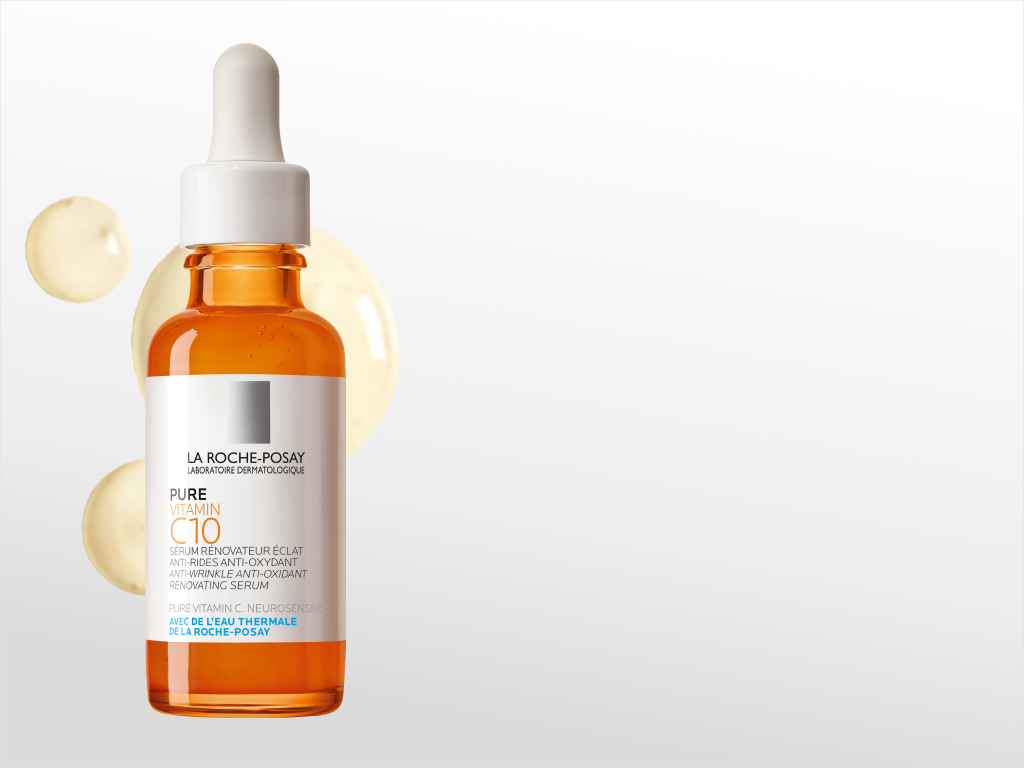 LA ROCHE-POSAY
LABORATOIRE DERMATOLOGIQUE
PURE
VITAMIN
C10
SÉRUM RÉNOVATEUR ÉCLAT
ANTI-RIDES ANTI-OXYDANT
ANTI-WRINKLE ANTI-OXIDANT
RENOVATING SERUM
PURE VITAMIN C. NEUROSENSINE
AVEC DE L'EAU THERMALE
DE LA ROCHE-POSAY